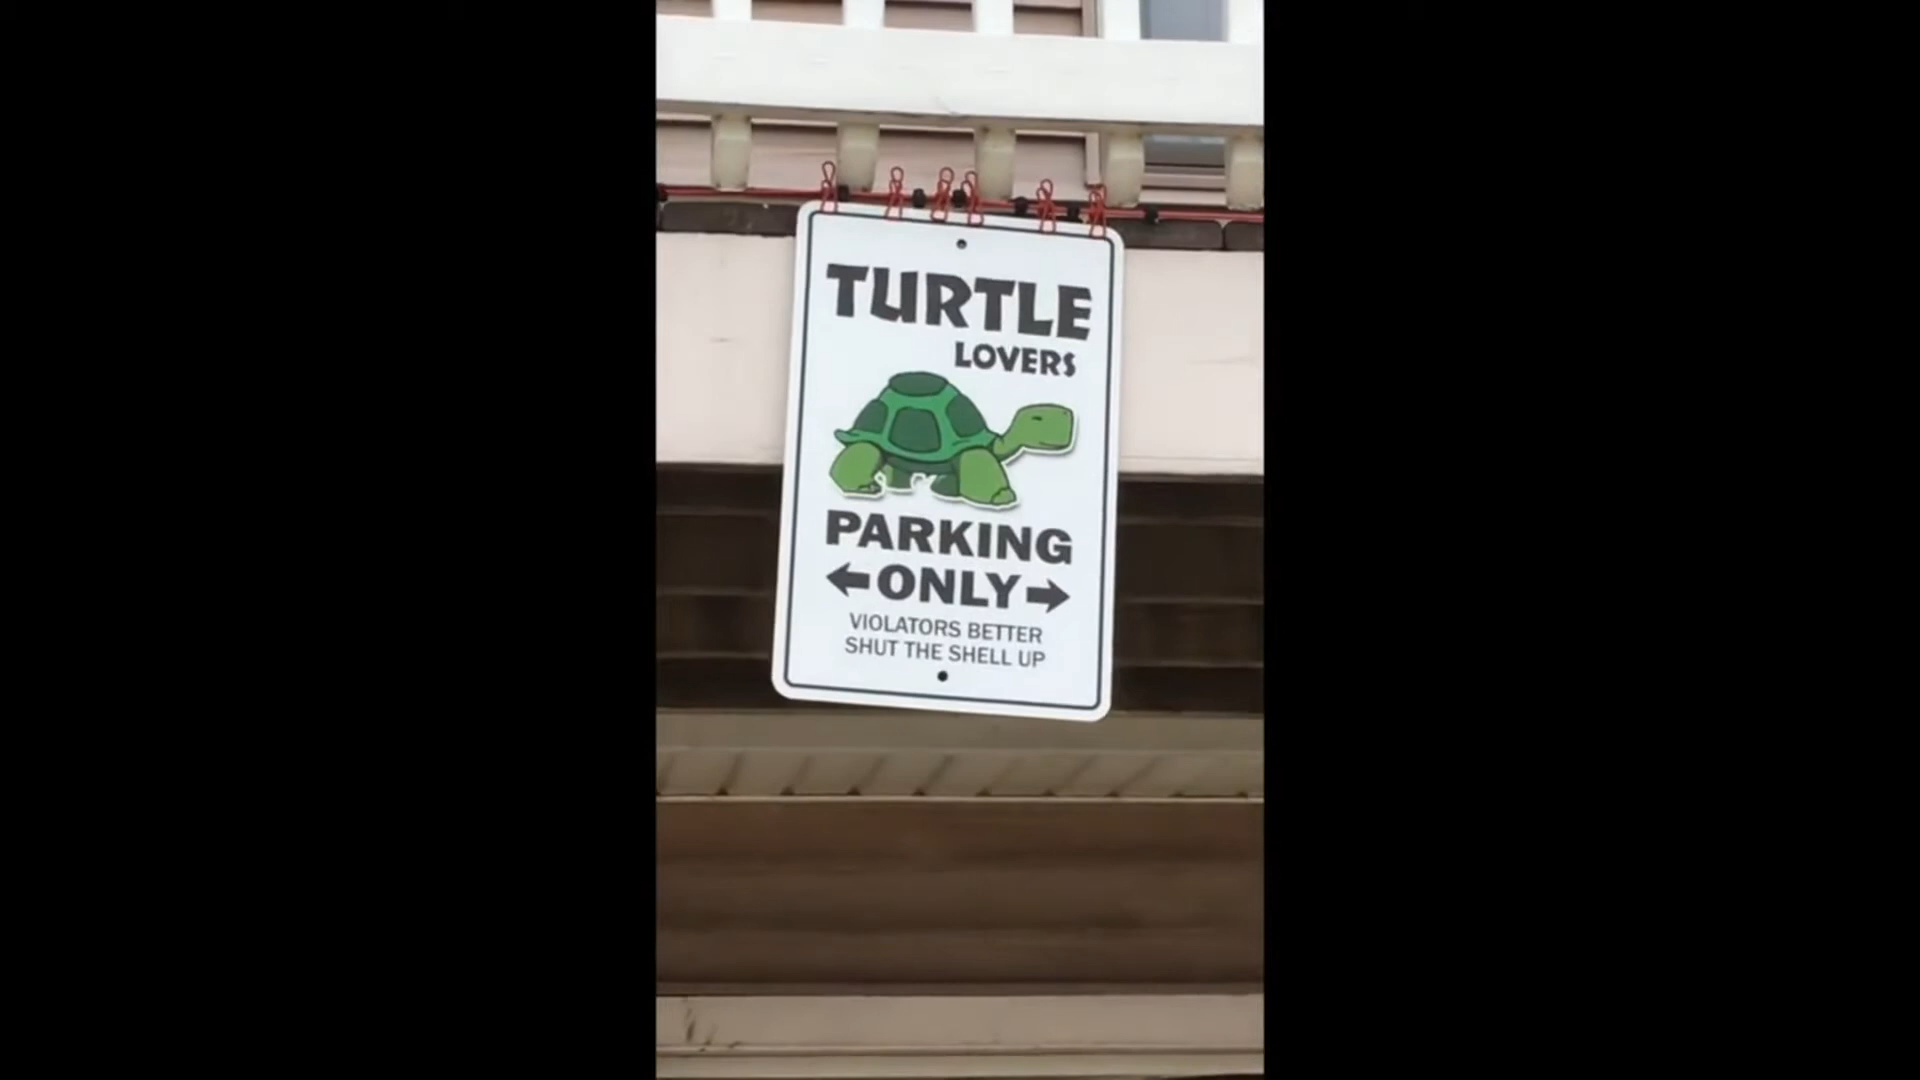 TURTLE
LOVERS
PARKING
←ONLY→
VIOLATORS BETTER
SHUT THE SHELL UP